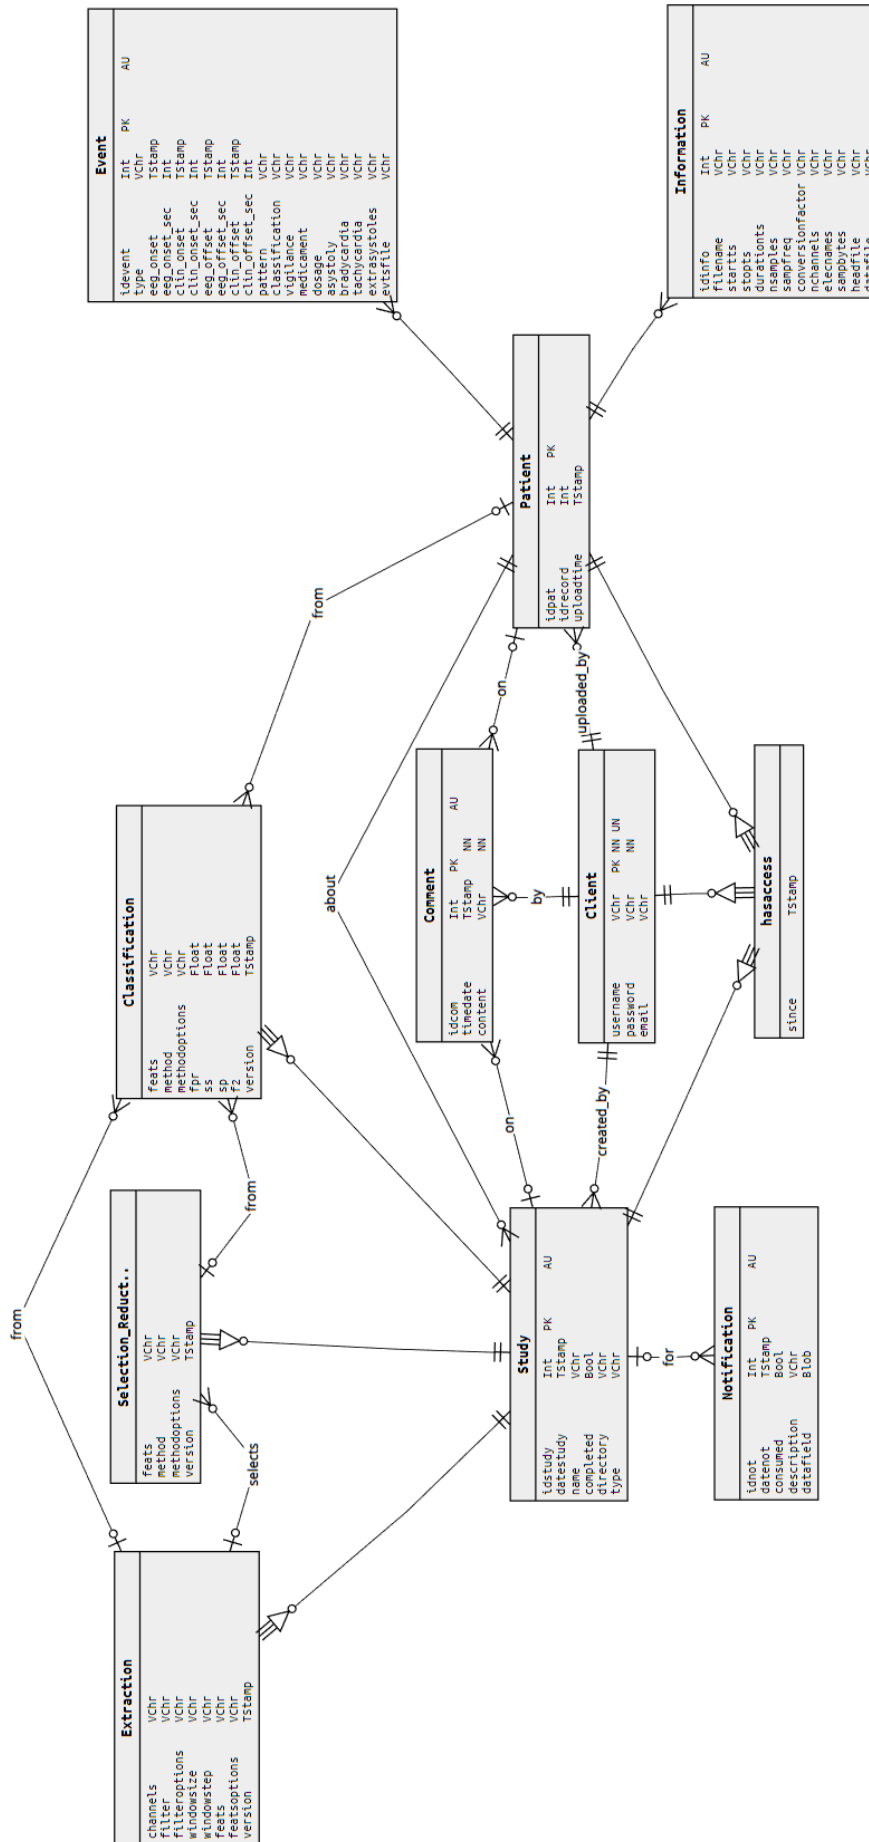 Extraction
channels VChr
filter VChr
filteroptions VChr
windowsize VChr
windowstep VChr
feats VChr
featsoptions VChr
version TStamp
from
selects
Selection_Reduct..
feats VChr
method VChr
methodoptions VChr
version TStamp
from
Classification
feats VChr
method VChr
methodoptions VChr
fpr Float
ss Float
sp Float
f2 Float
version TStamp
from
about
Event
idevent Int PK AU
type VChr
eeg_onset TStamp
eeg_onset_sec Int
clin_onset TStamp
clin_onset_sec Int
eeg_offset TStamp
eeg_offset_sec Int
clin_offset TStamp
clin_offset_sec Int
pattern VChr
classification VChr
vigilance VChr
medicament VChr
dosage VChr
asystoly VChr
bradycardia VChr
tachycardia VChr
extrasystoles VChr
evtsfile VChr
Study
idstudy Int PK AU
datestudy TStamp
name VChr
completed Bool
directory VChr
type VChr
on
created_by
Comment
idcom Int PK AU
timedate TStamp NN
content VChr NN
by
Client
username VChr PK NN UN
password VChr NN
email VChr
on
uploaded_by
Patient
idpat Int PK
idrecord Int
uploadtime TStamp
for
Notification
idnot Int PK AU
datenot TStamp
consumed Bool
description VChr
datafield Blob
hasaccess
since TStamp
Information
idinfo Int PK AU
filename VChr
startts VChr
stopts VChr
durationts VChr
nsamples VChr
sampfreq VChr
conversionfactor VChr
nchannels VChr
elecnames VChr
sampbytes VChr
headfile VChr
datafile VChr